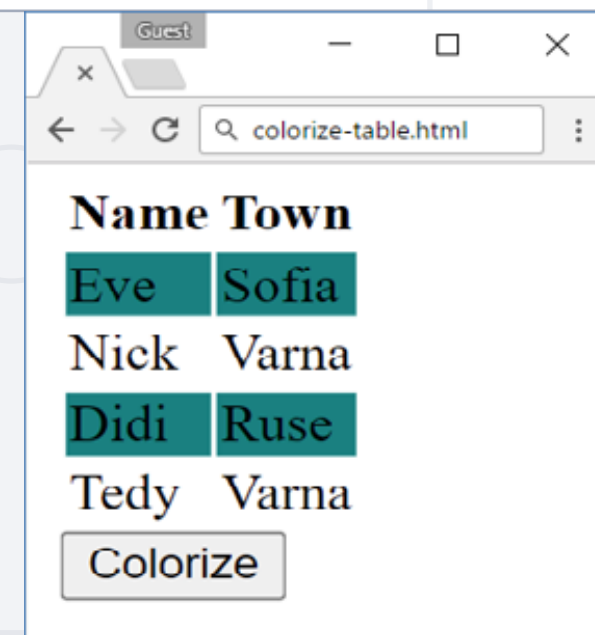 Guest
colorize-table.html
Name Town
Eve Sofia
Nick Varna
Didi Ruse
Tedy Varna
Colorize